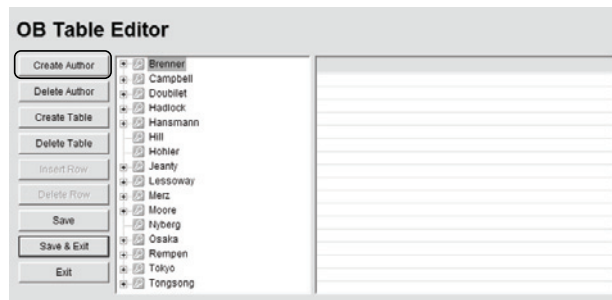 OB Table Editor
Create Author
Delete Author
Create Table
Delete Table
Insert Row
Delete Row
Save
Save & Exit
Exit
Brenner
Campbell
Doubilet
Hadlock
Hansmann
Hill
Hohler
Jeanty
Lessoway
Merz
Moore
Nyberg
Osaka
Rempen
Tokyo
Tongsong